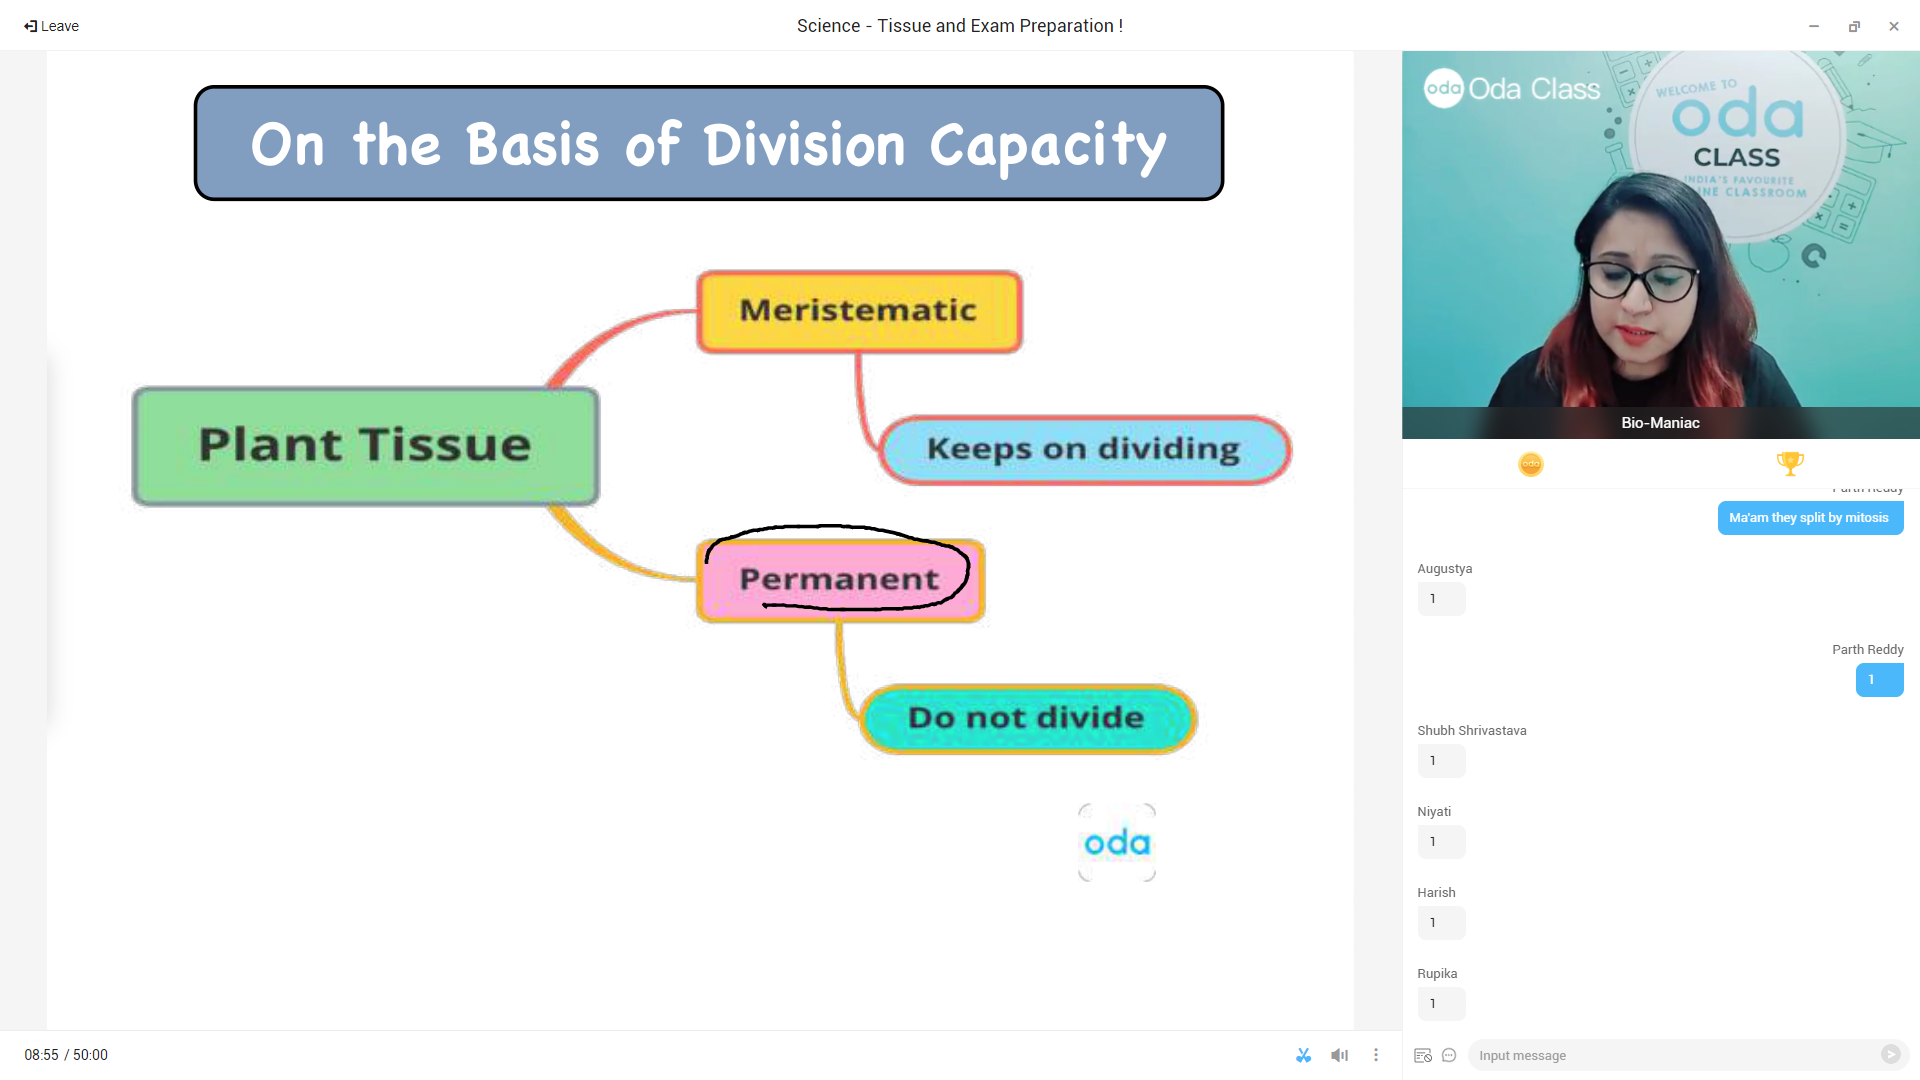 Leave
Science - Tissue and Exam Preparation !
On the Basis of Division Capacity
Meristematic
Plant Tissue
Keeps on dividing
Permanent
Do not divide
oda
08:55 / 50:00
oda Oda Class
WELCOME TO
oda
CLASS
INDIA'S FAVOURITE
NE CLASSROOM
Bio-Maniac
oda
Parth Reddy
Ma'am they split by mitosis
Augustya
1
Parth Reddy
1
Shubh Shrivastava
1
Niyati
1
Harish
1
Rupika
1
Input message